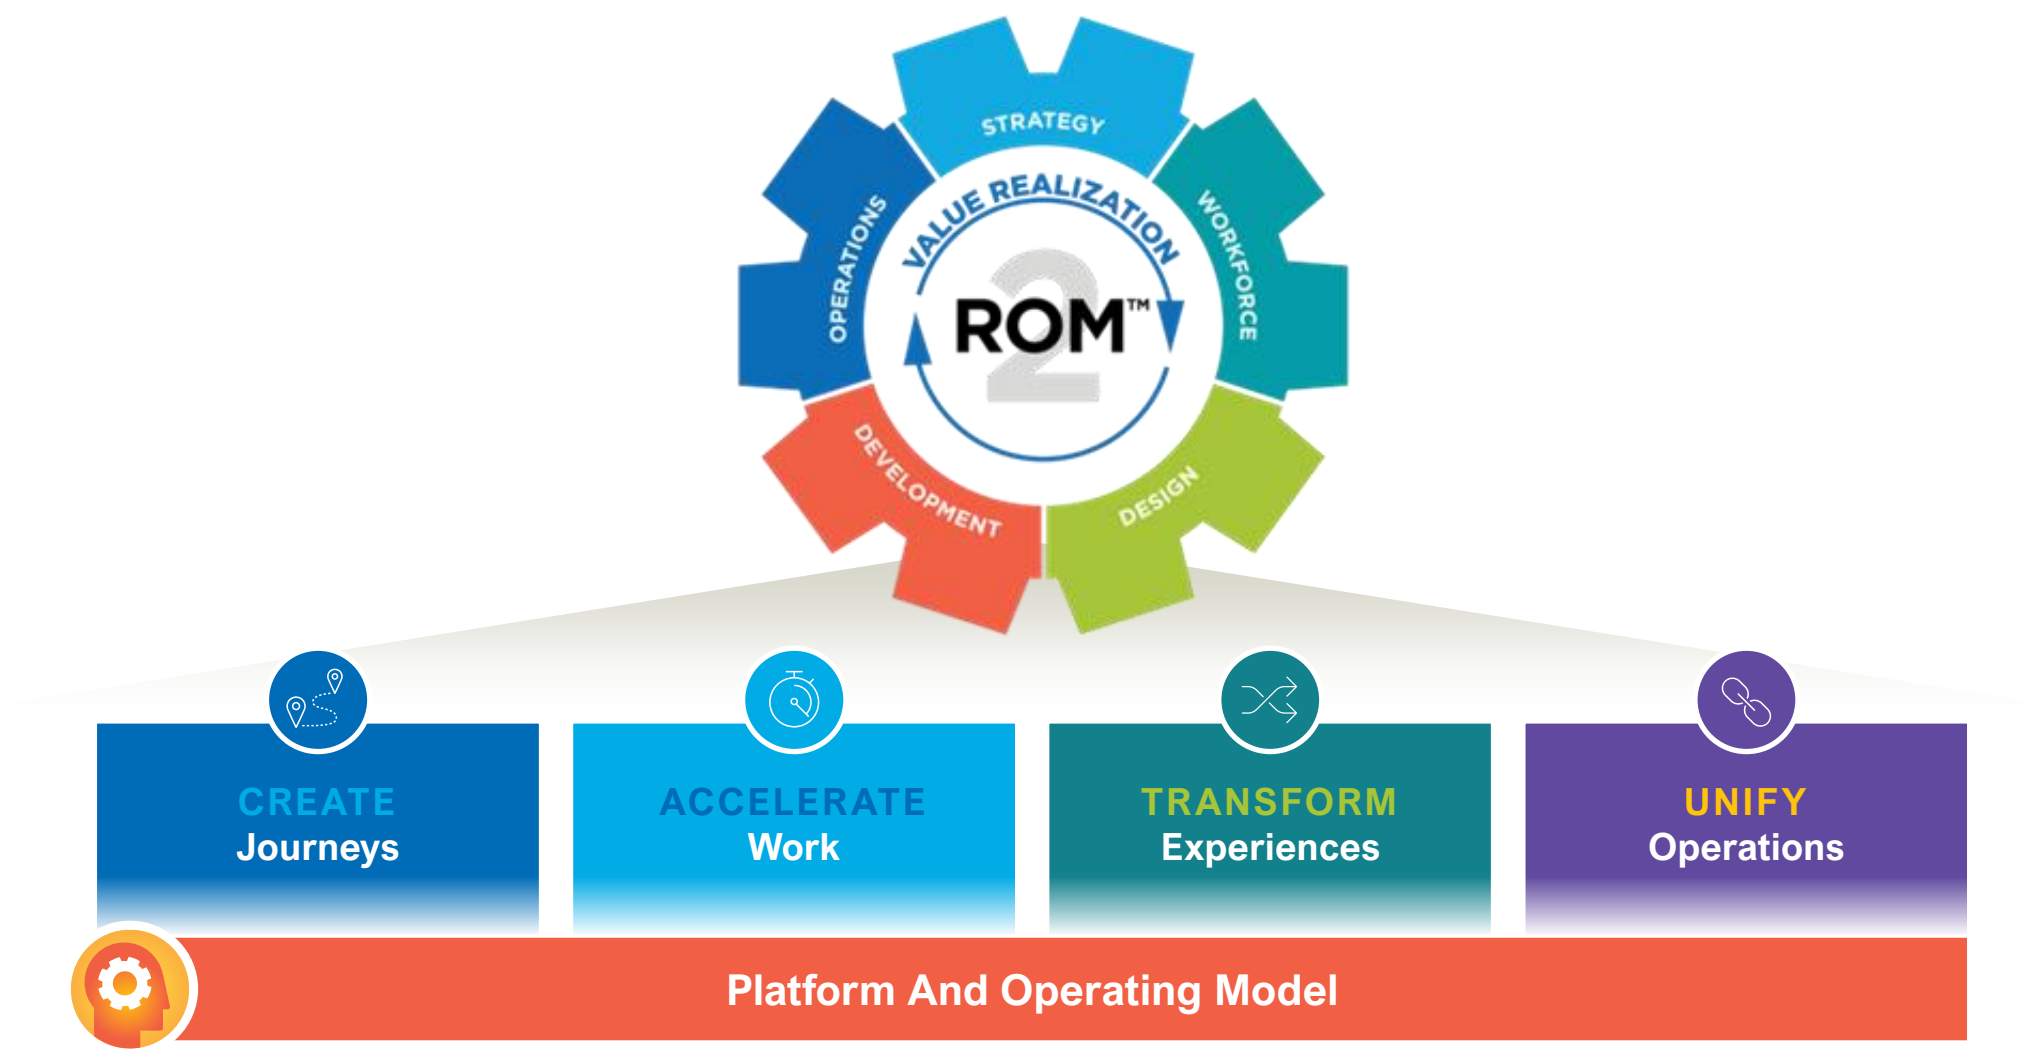 STRATEGY
OPERATIONS
VALUE REALIZATION
WORKFORCE
2
ROM™
DEVELOPMENT
DESIGN
CREATE
Journeys
ACCELERATE
Work
TRANSFORM
Experiences
UNIFY
Operations
Platform And Operating Model